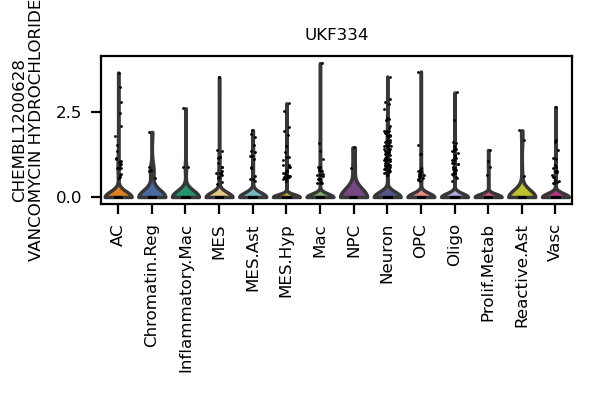 UKF334
CHEMBL1200628
VANCOMYCIN HYDROCHLORIDE
2.5
0.0
AC
Chromatin.Reg
Inflammatory.Mac
MES
MES.Ast
MES.Hyp
Mac
NPC
Neuron
OPC
Oligo
Prolif.Metab
Reactive.Ast
Vasc